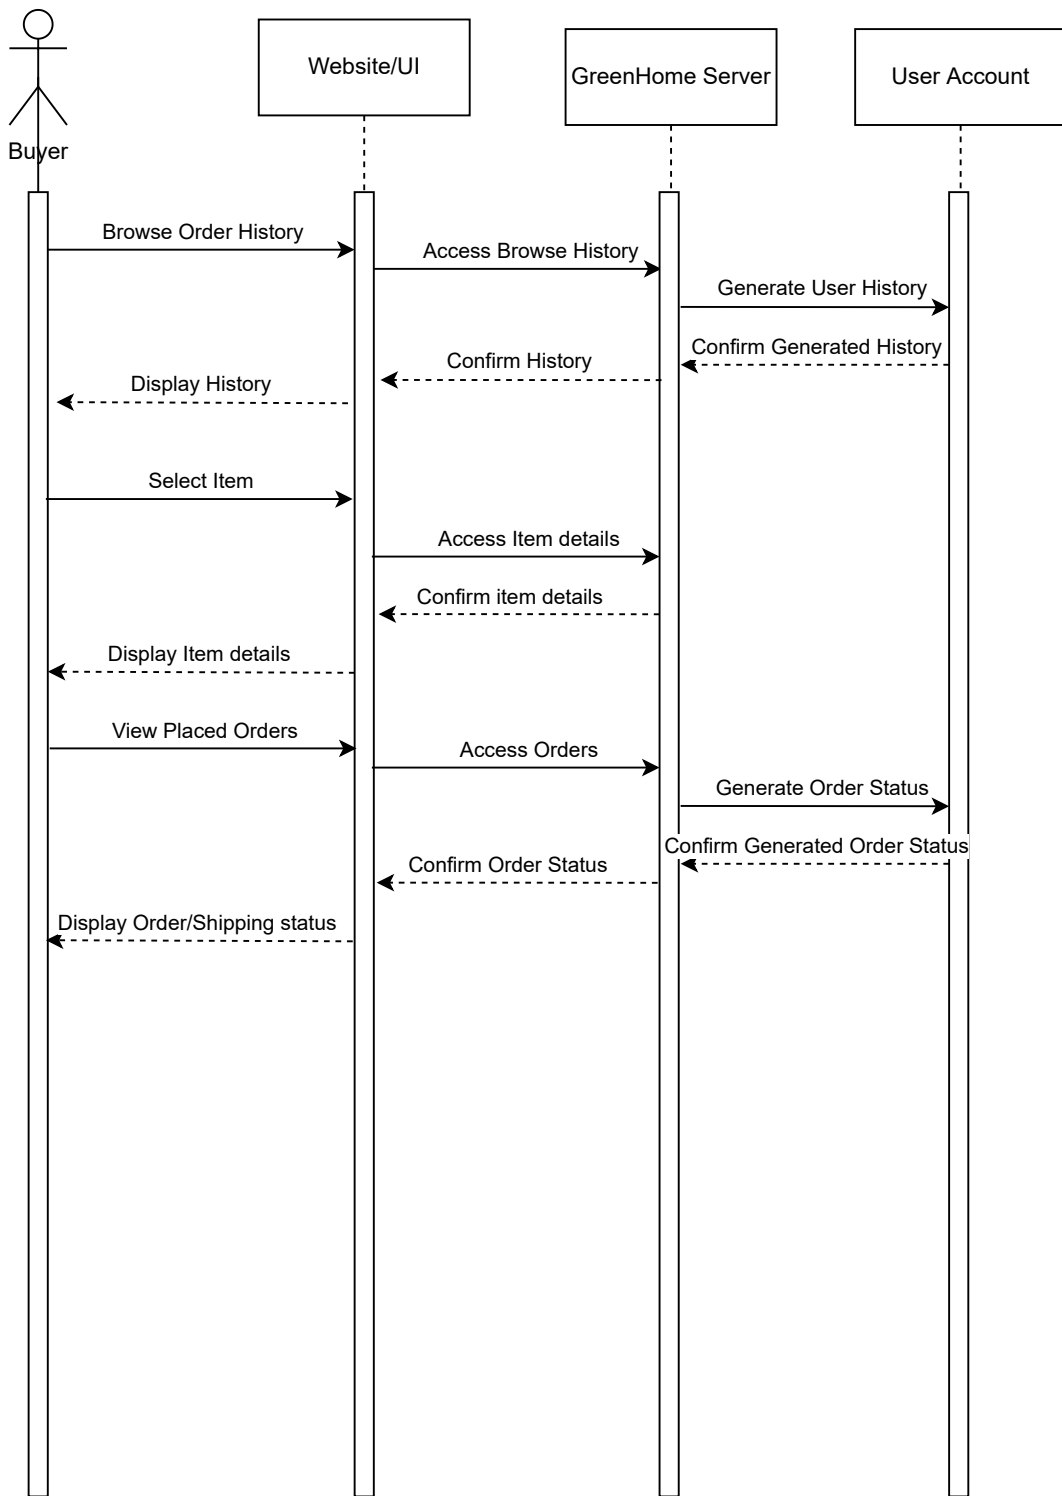 Website/UI
GreenHome Server
User Account
Buyer
Browse Order History
Access Browse History
Generate User History
Confirm Generated History
Confirm History
Display History
Select Item
Access Item details
Confirm item details
Display Item details
View Placed Orders
Access Orders
Generate Order Status
Confirm Generated Order Status
Confirm Order Status
Display Order/Shipping status